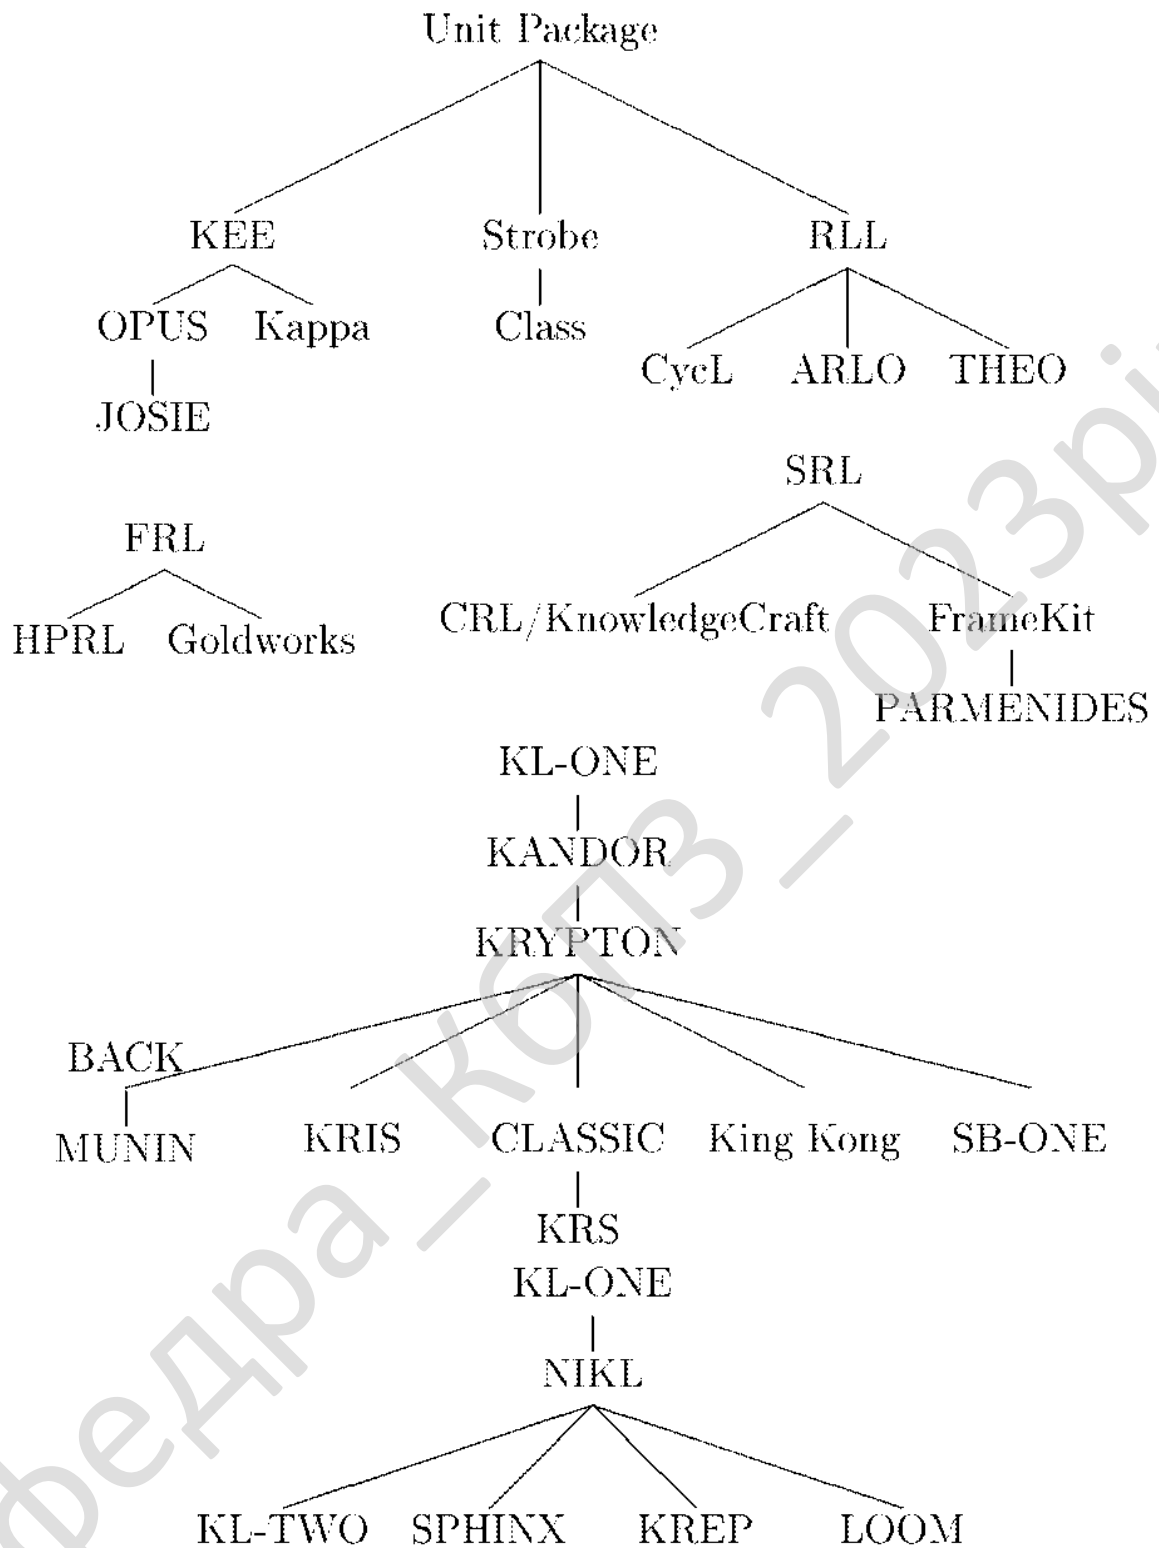 Unit Package
KEE Strobe RLL
OPUS Kappa Class
CycL ARLO THEO
JOSIE
SRL
FRL
CRL/KnowledgeCraft FrameKit
HPRL Goldworks
PARMENIDES
KL-ONE
KANDOR
KRYPTON
BACK
MUNIN KRIS CLASSIC King Kong SB-ONE
KRS
KL-ONE
NIKL
KL-TWO SPHINX KREP LOOM
федра_КбПЗ_2023рі